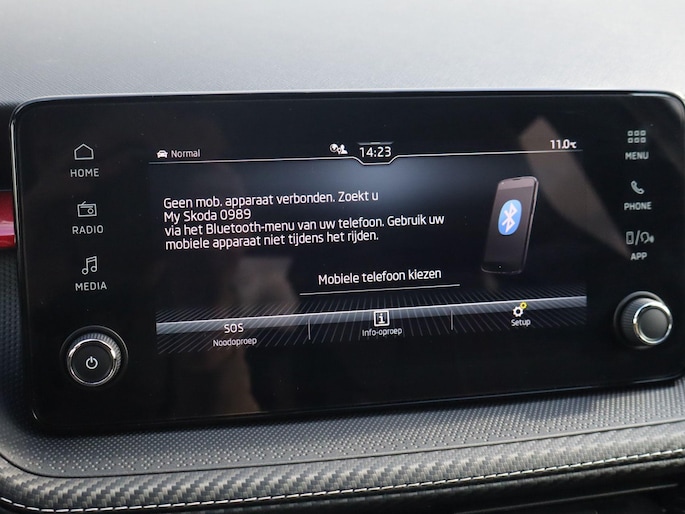 Normal
14:23
11.0°C
HOME
RADIO
MEDIA
MENU
PHONE
APP
Geen mob. apparaat verbonden. Zoekt u
My Skoda 0989
via het Bluetooth-menu van uw telefoon. Gebruik uw
mobiele apparaat niet tijdens het rijden.
Mobiele telefoon kiezen
SOS
Noodoproep
i
Info-oproep
Setup